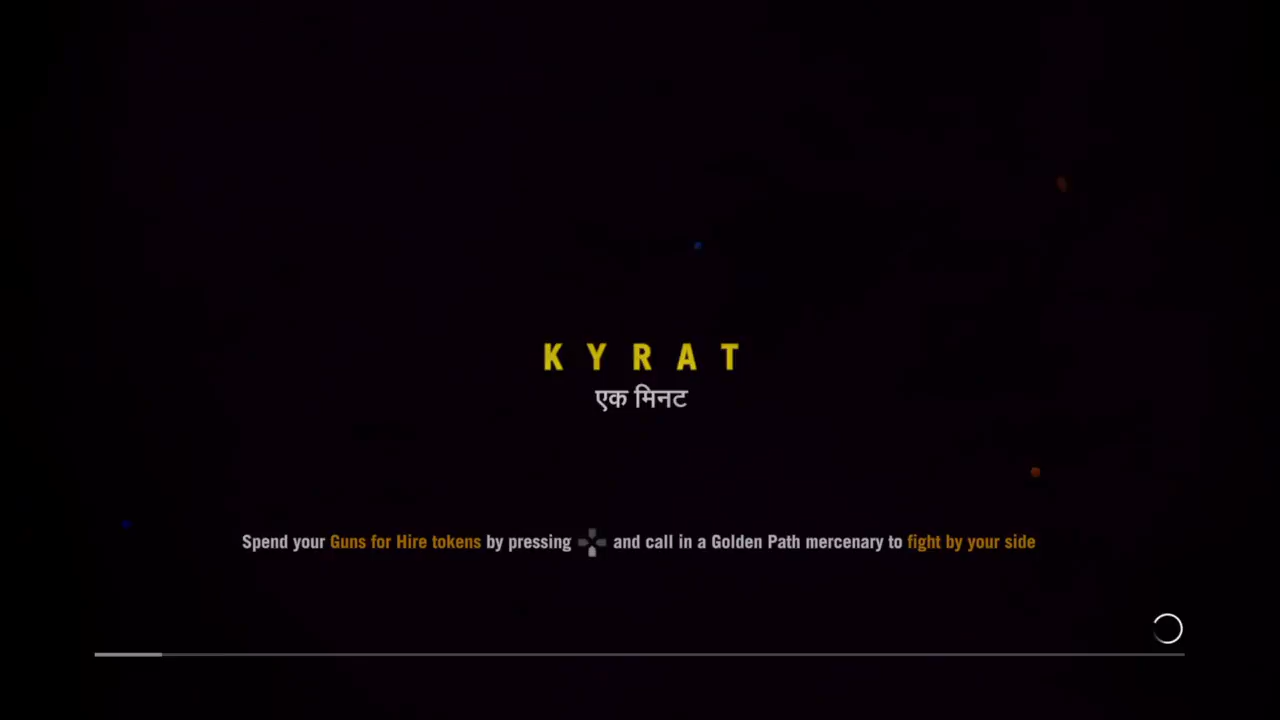 KYRAT
एक मिनट
Spend your Guns for Hire tokens by pressing and call in a Golden Path mercenary to fight by your side